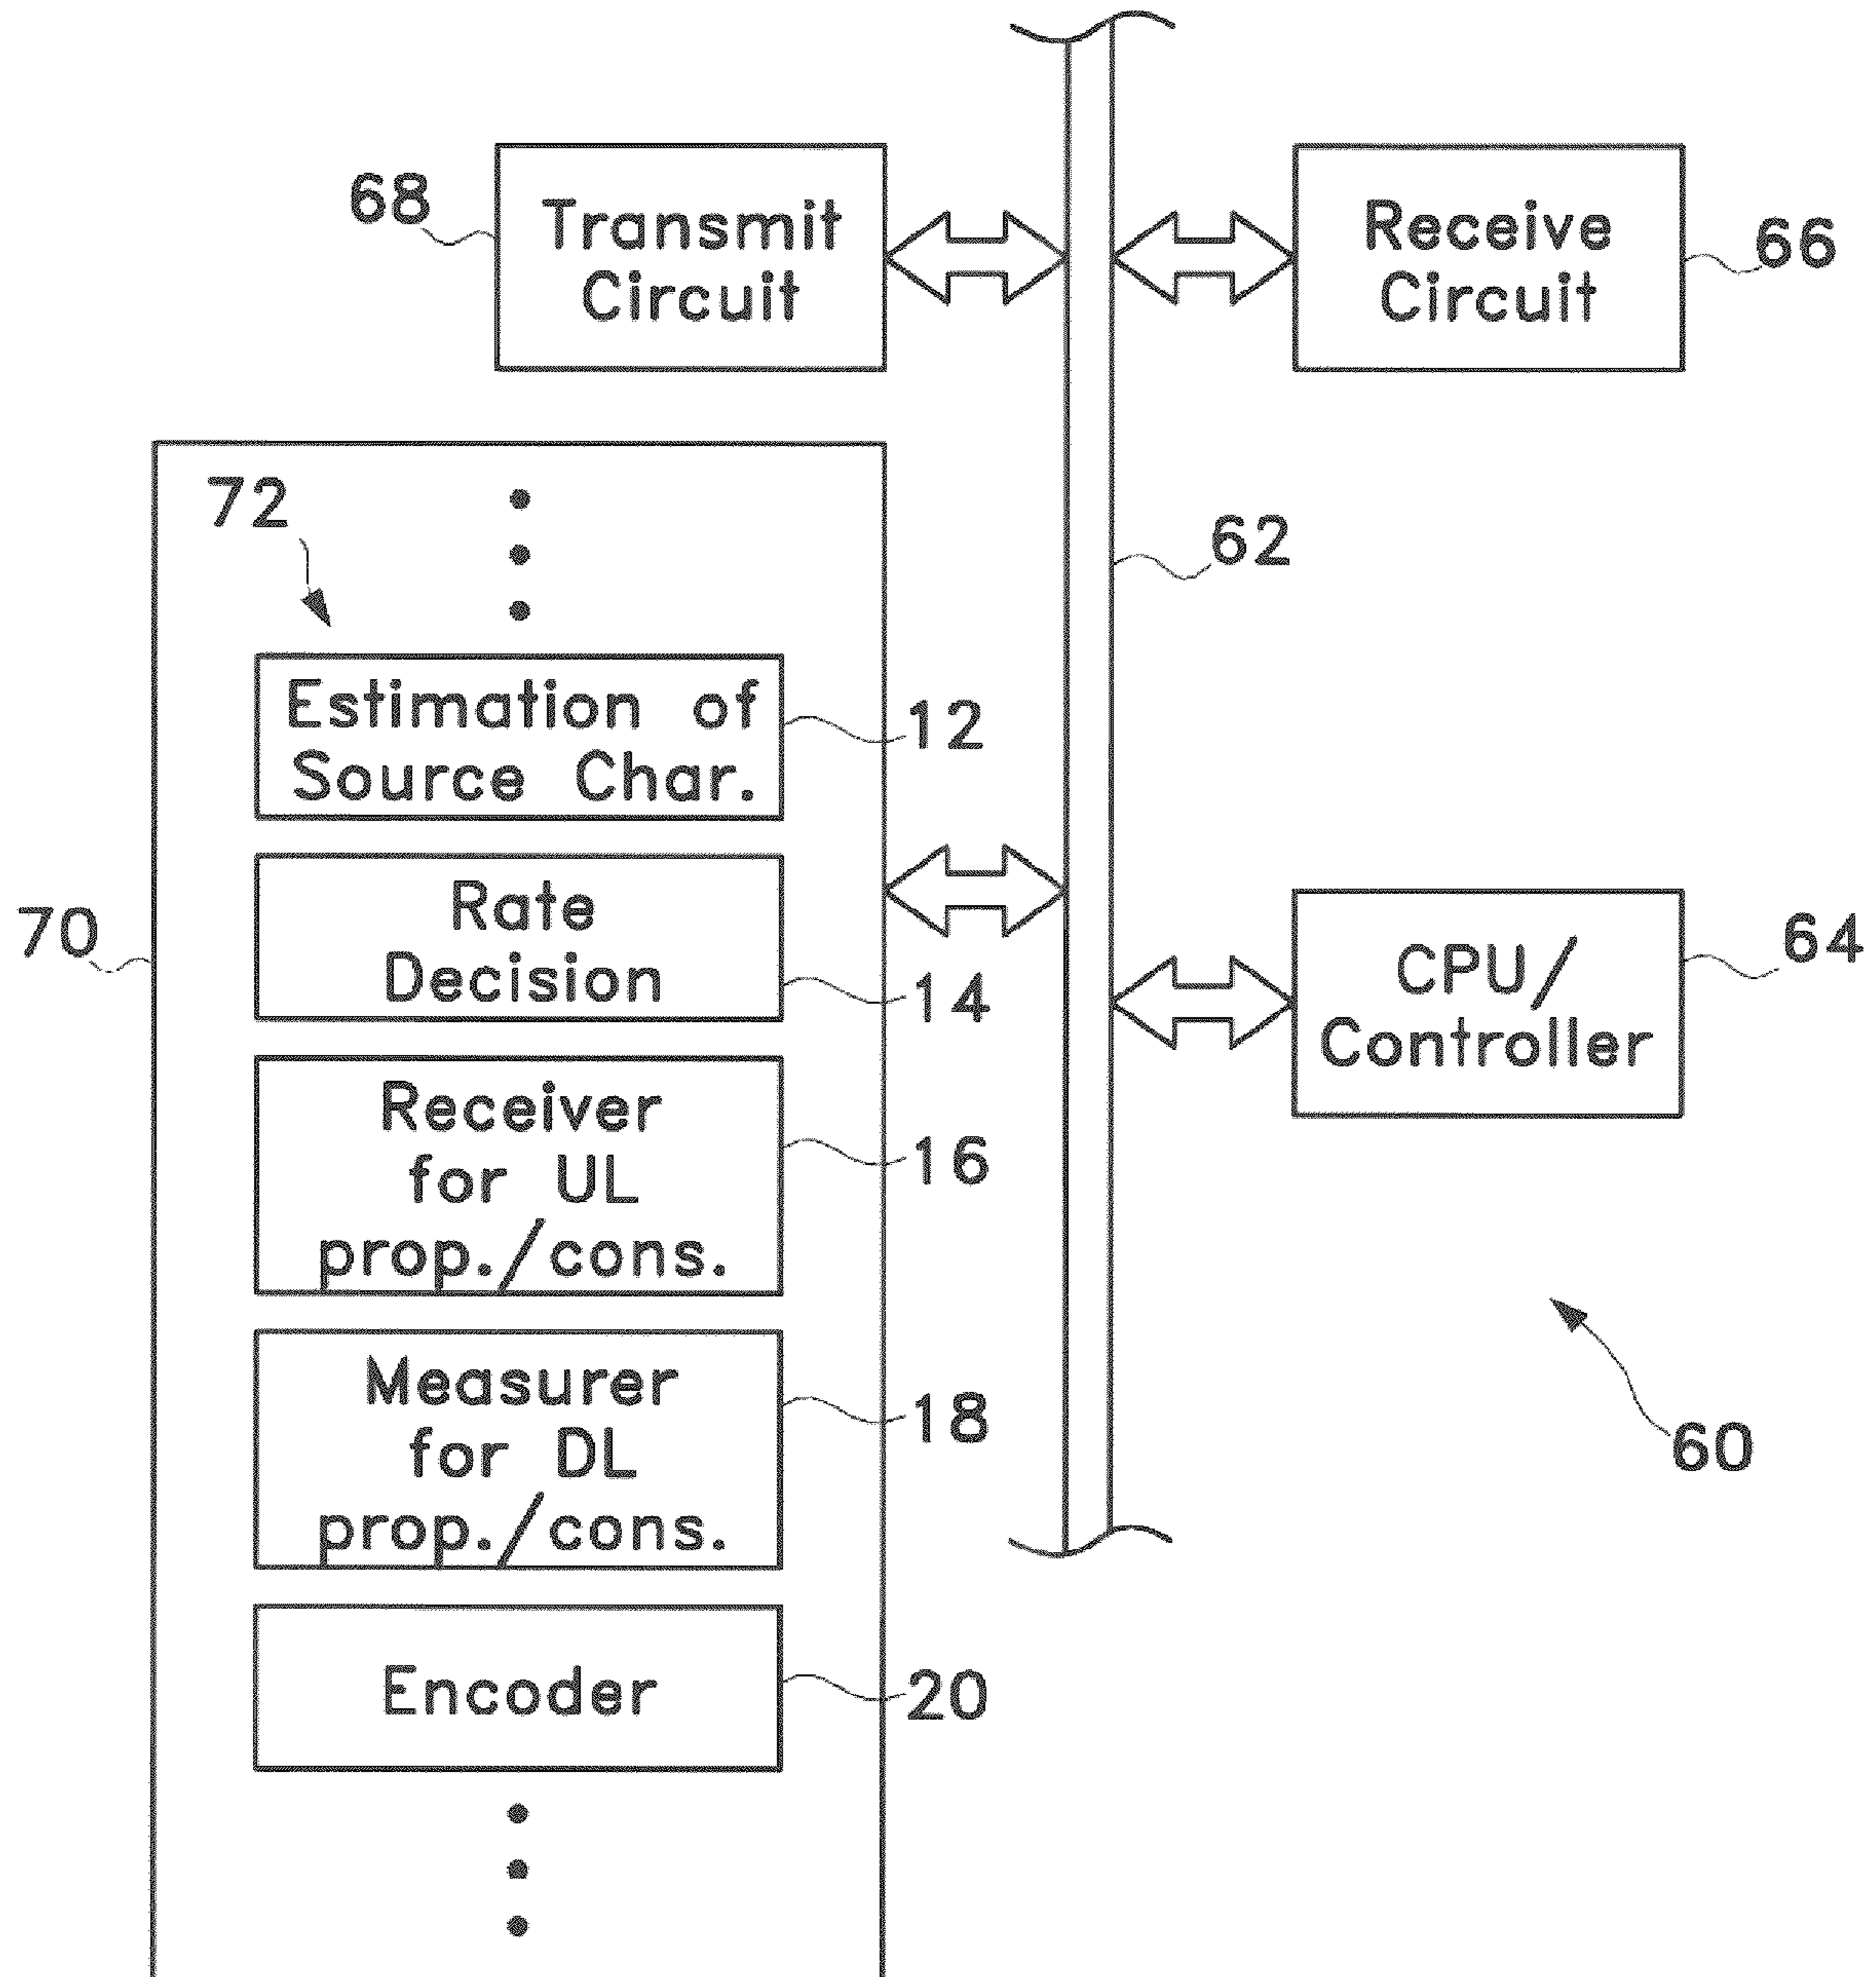 68
Transmit
Circuit
Receive
Circuit
66
72
62
Estimation of
Source Char.
12
70
Rate
Decision
14
CPU/
Controller
64
Receiver
for UL
prop./cons.
16
Measurer
for DL
prop./cons.
18
60
Encoder
20